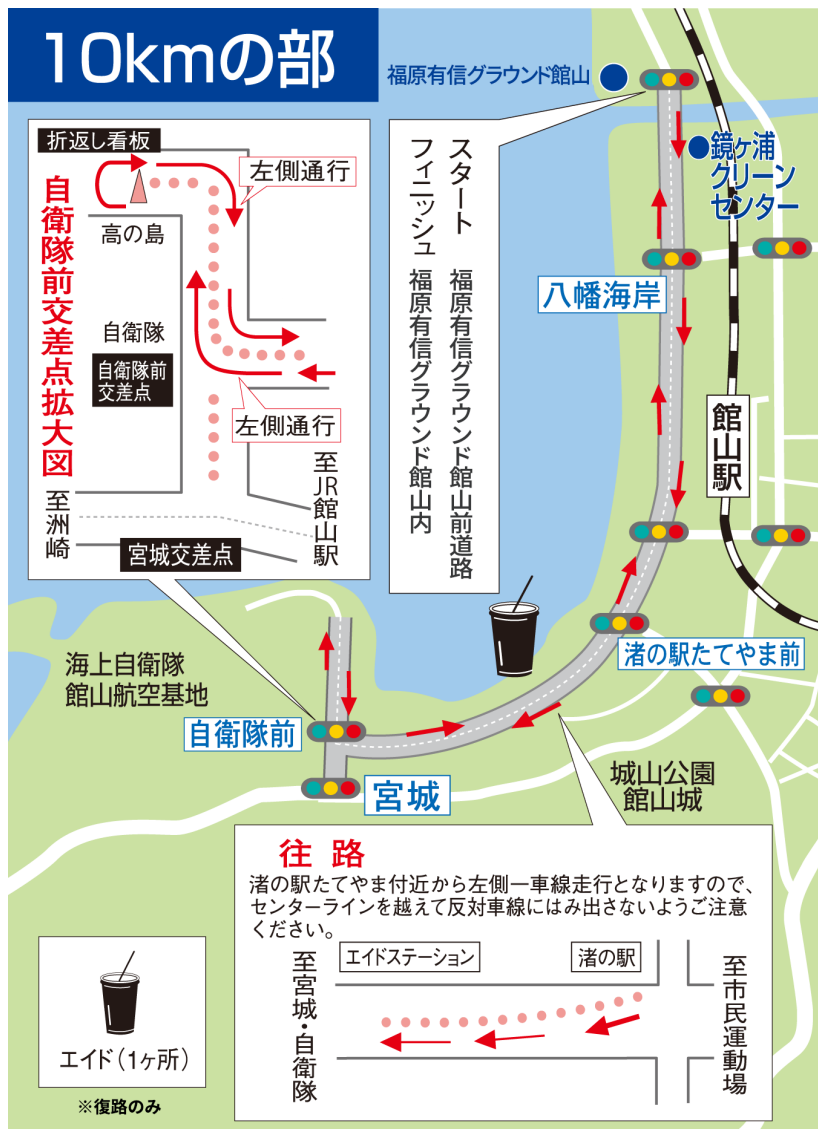 10kmの部
福原有信グラウンド館山
折返し看板
左側通行
自衛隊前交差点拡大図
高の島
自衛隊
自衛隊前
交差点
左側通行
至洲崎
至JR館山駅
宮城交差点
スタート 福原有信グラウンド館山前道路
フィニッシュ 福原有信グラウンド館山内
鏡ヶ浦
クリーン
センター
八幡海岸
館山駅
渚の駅たてやま前
海上自衛隊
館山航空基地
自衛隊前
宮城
城山公園
館山城
往路
渚の駅たてやま付近から左側一車線走行となりますので、
センターラインを越えて反対車線にはみ出さないようご注意
ください。
至宮城・自衛隊
エイドステーション
渚の駅
至市民運動場
エイド（1ヶ所）
※復路のみ